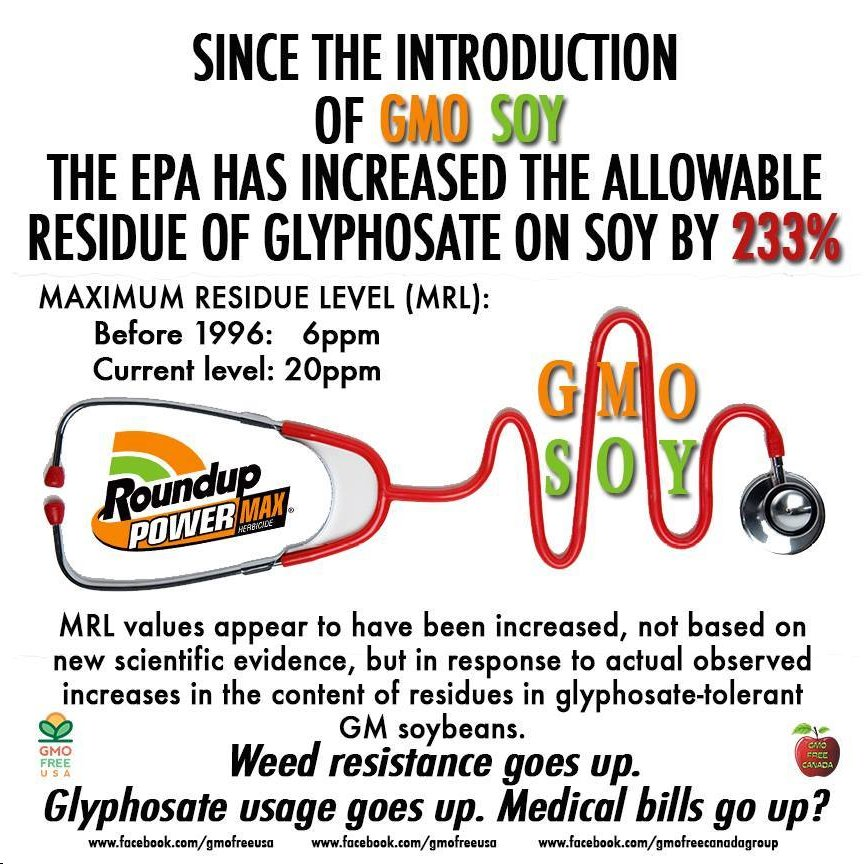 SINCE THE INTRODUCTION
OF GMO SOY
THE EPA HAS INCREASED THE ALLOWABLE
RESIDUE OF GLYPHOSATE ON SOY BY 233%
MAXIMUM RESIDUE LEVEL (MRL):
Before 1996: 6ppm
Current level: 20ppm
GMO
SOY
Roundup
POWERMAX®
HERBICIDE
MRL values appear to have been increased, not based on
new scientific evidence, but in response to actual observed
increases in the content of residues in glyphosate-tolerant
GM soybeans.
GMO
FREE
USA
GMO
FREE
CANADA
Weed resistance goes up.
Glyphosate usage goes up. Medical bills go up?
www.facebook.com/gmofreeusa www.facebook.com/gmofreeusa www.facebook.com/gmofreecanadagroup